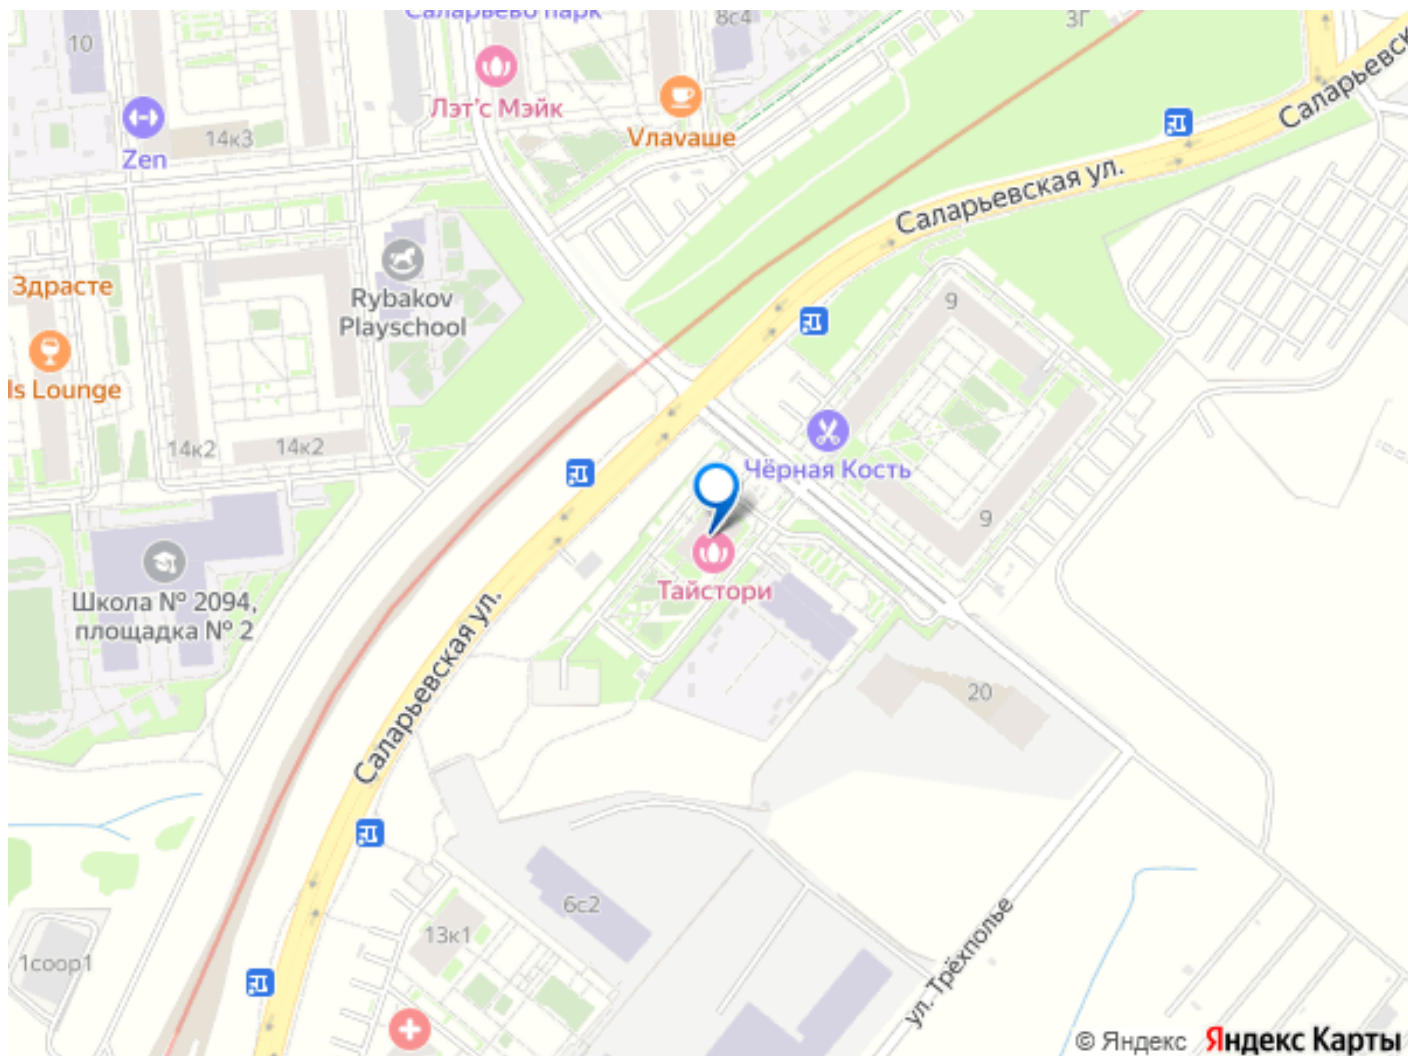 Саларьево парк
8с4
3Г
10
Лэт’с Мэйк
Vлаvаше
14к3
Zen
Саларьевск
Саларьевская ул.
Здрасте
Rybakov
Playschool
9
ls Lounge
14к2
14к2
Чёрная Кость
9
Школа № 2094,
площадка № 2
Тайстори
Саларьевская ул.
20
6с2
13к1
1соор1
ул. Трёхполье
© Яндекс Яндекс Карты